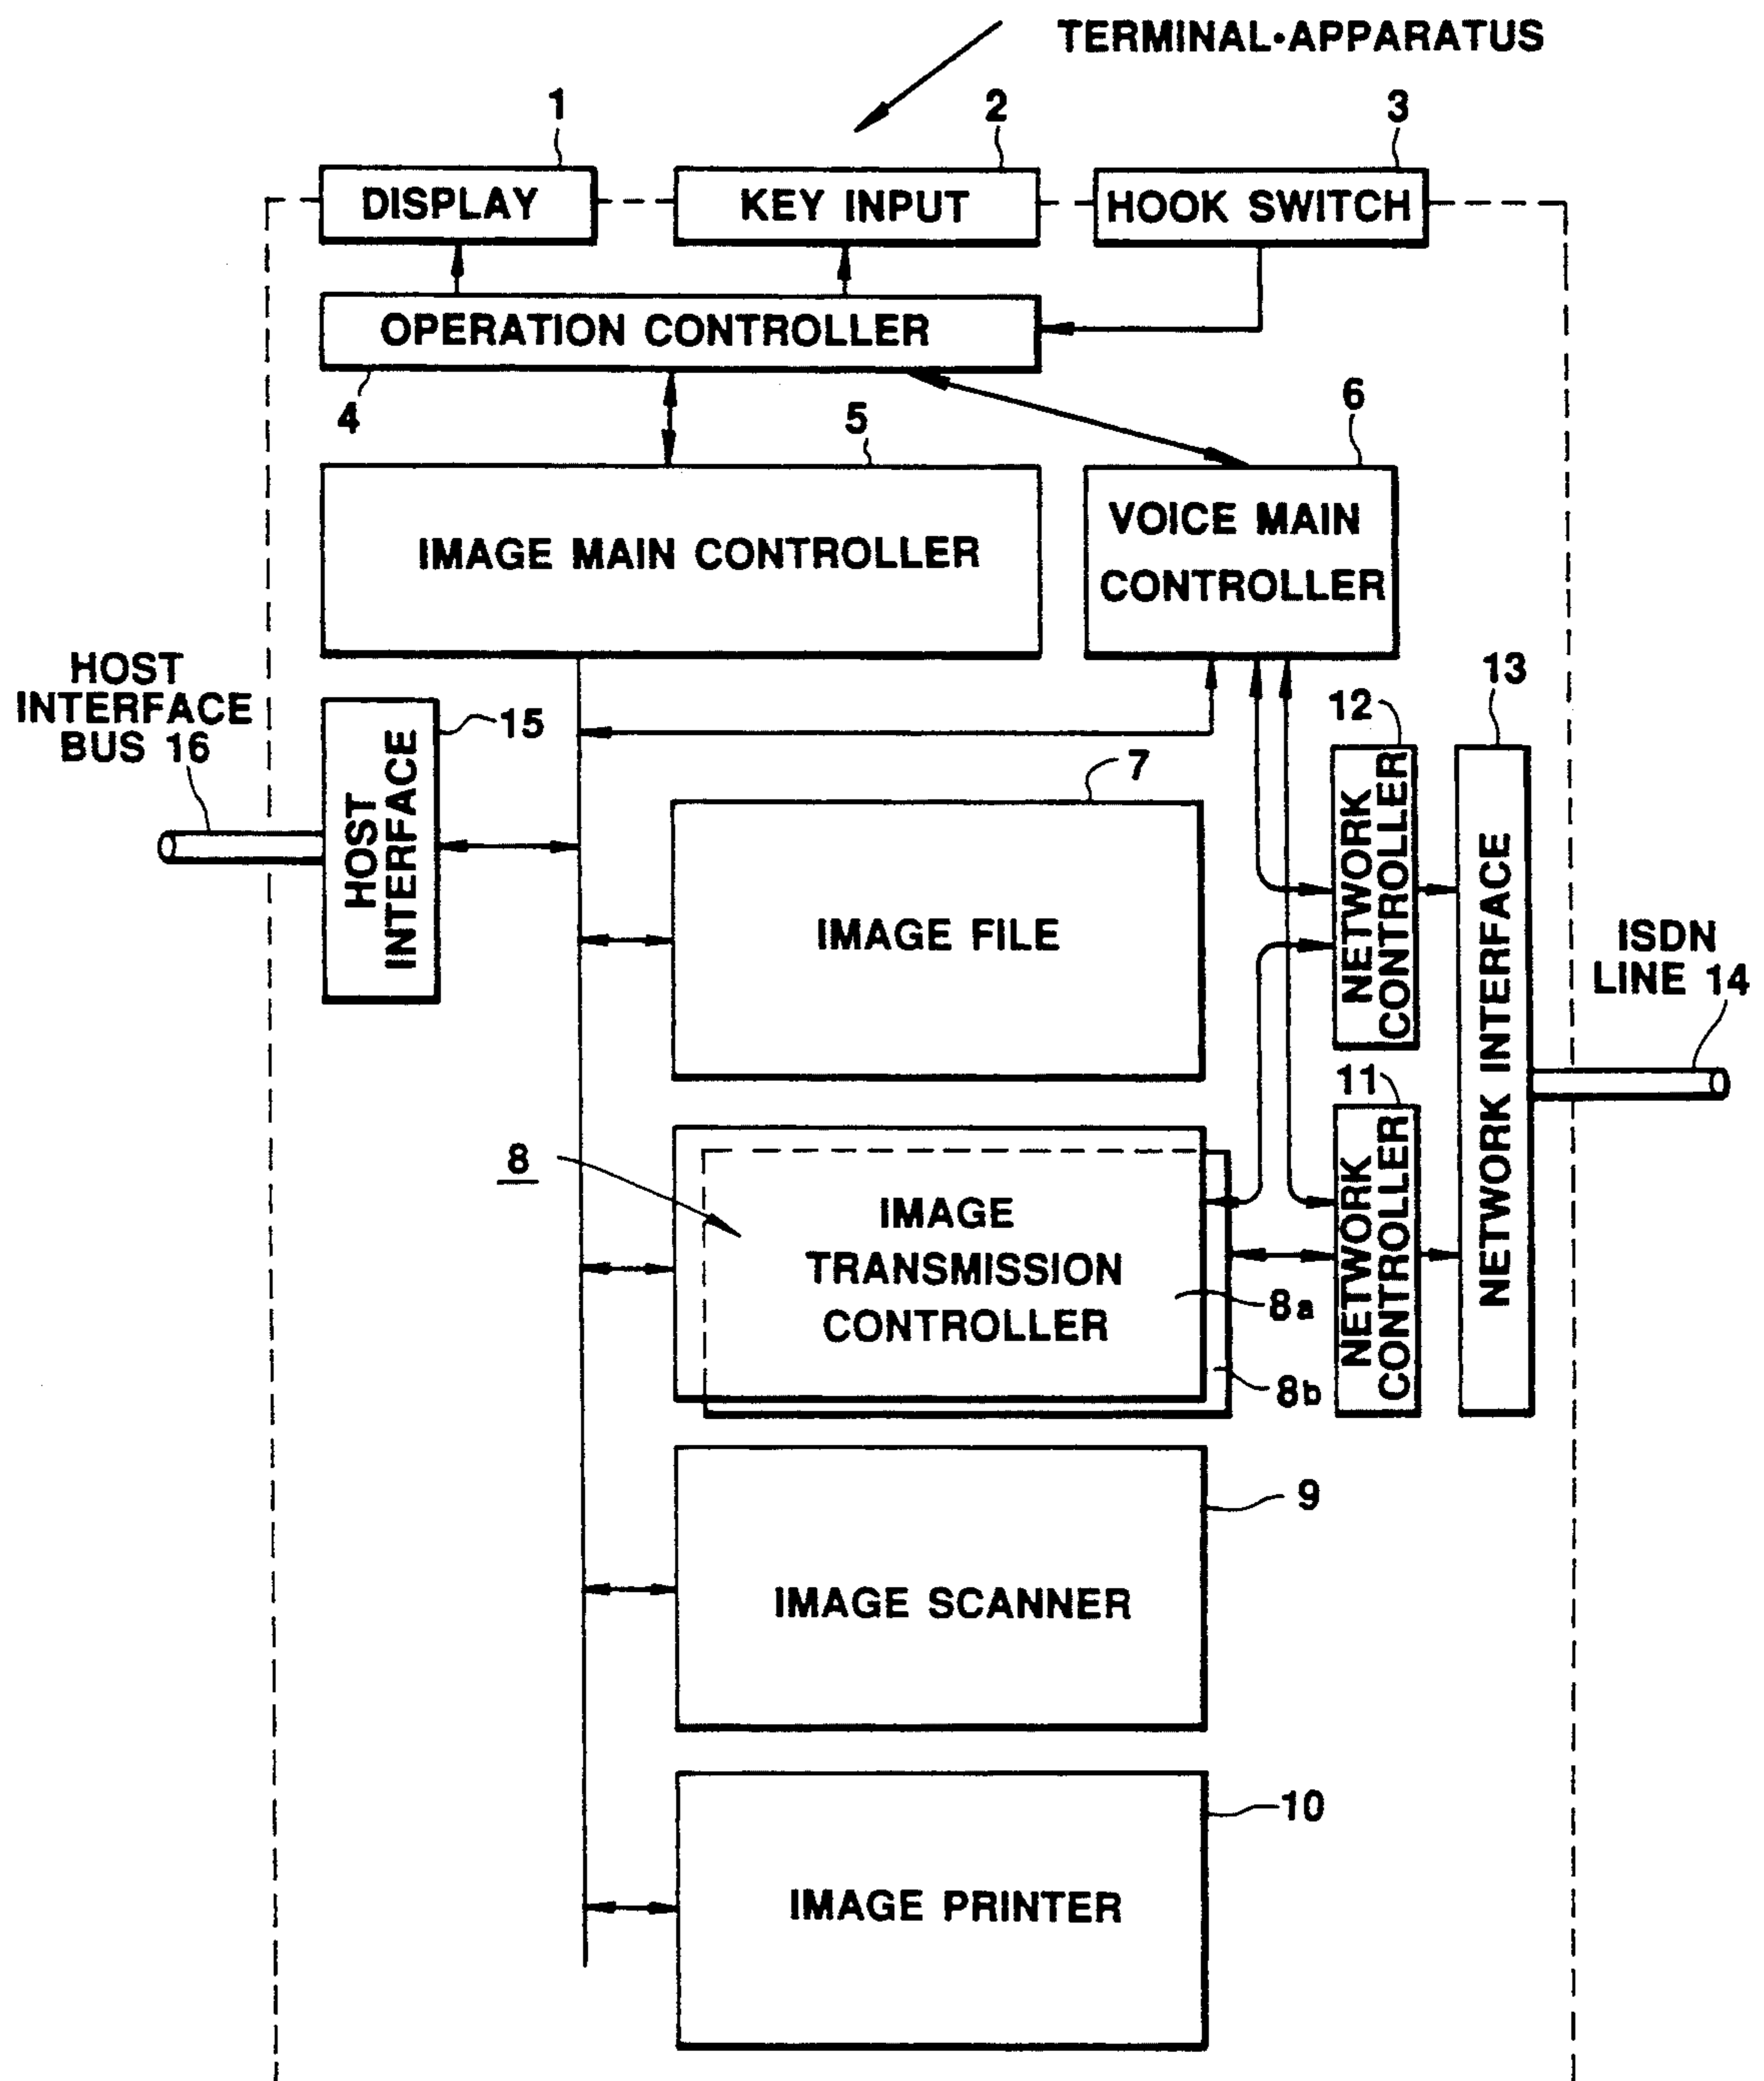 TERMINAL•APPARATUS
1
2
3
DISPLAY
KEY INPUT
HOOK SWITCH
OPERATION CONTROLLER
4
5
6
IMAGE MAIN CONTROLLER
VOICE MAIN
CONTROLLER
HOST
INTERFACE
BUS 16
15
HOST
INTERFACE
12
13
7
NETWORK
CONTROLLER
NETWORK INTERFACE
IMAGE FILE
ISDN
LINE 14
11
NETWORK
CONTROLLER
8
IMAGE
TRANSMISSION
CONTROLLER
8a
8b
9
IMAGE SCANNER
10
IMAGE PRINTER